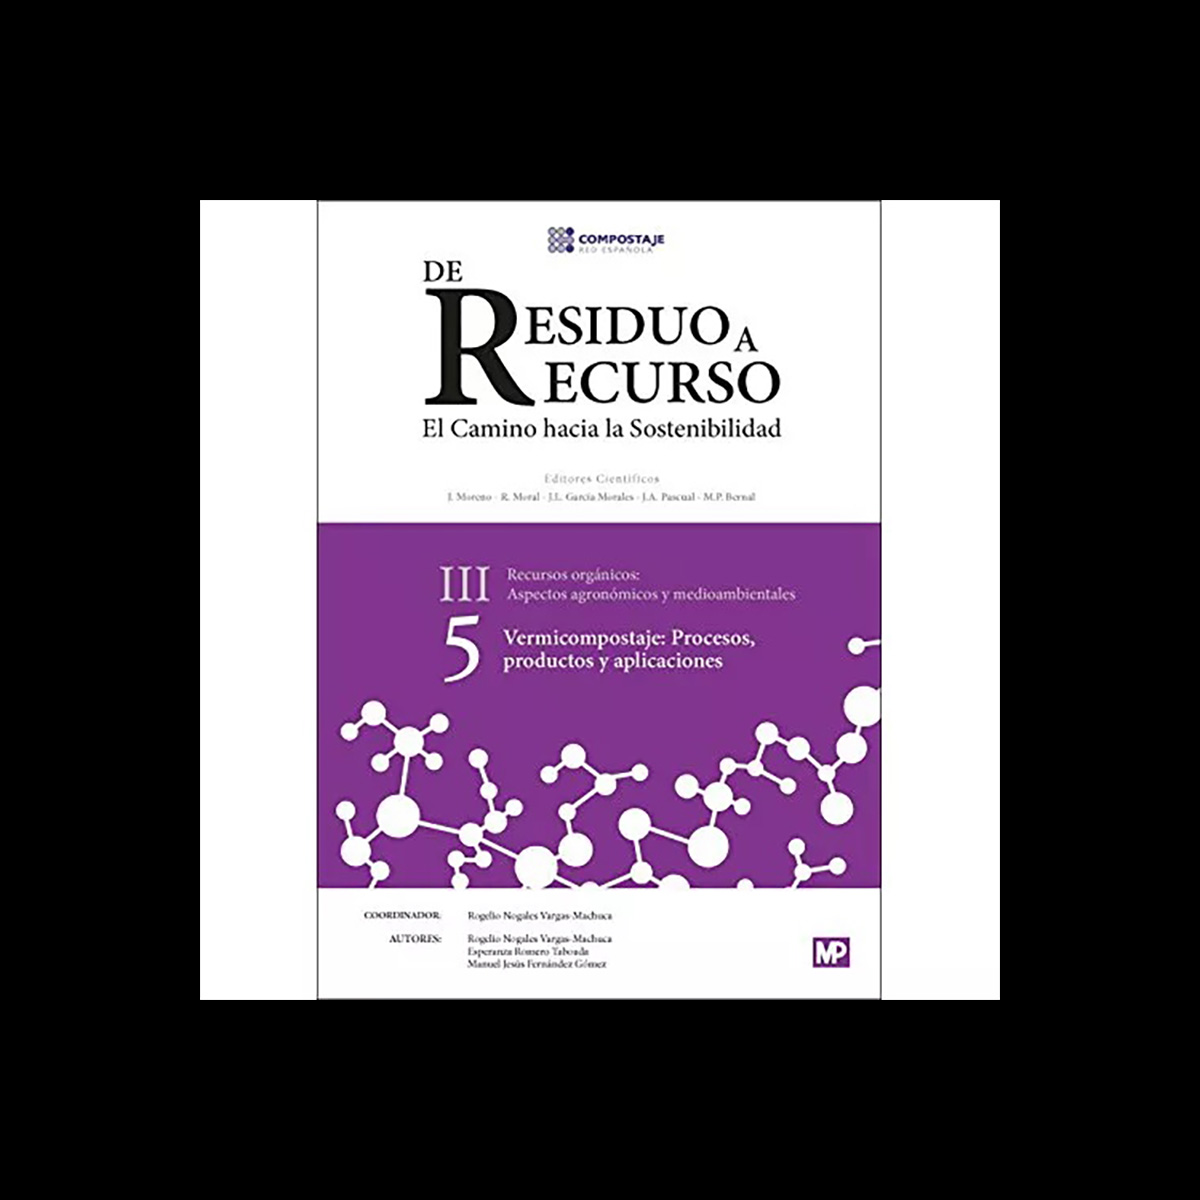 COMPOSTAJE
RED ESPAÑOLA
DE
RESIDUO A
RECURSO
El Camino hacia la Sostenibilidad
Editores Científicos
J. Moreno - R. Moral - J.L. García Morales - J.A. Pascual - M.P. Bernal
III Recursos orgánicos:
Aspectos agronómicos y medioambientales
5 Vermicompostaje: Procesos,
productos y aplicaciones
COORDINADOR: Rogelio Nogales Vargas-Machuca
AUTORES: Rogelio Nogales Vargas-Machuca
Esperanza Romero Taboada
Manuel Jesús Fernández Gómez
MP